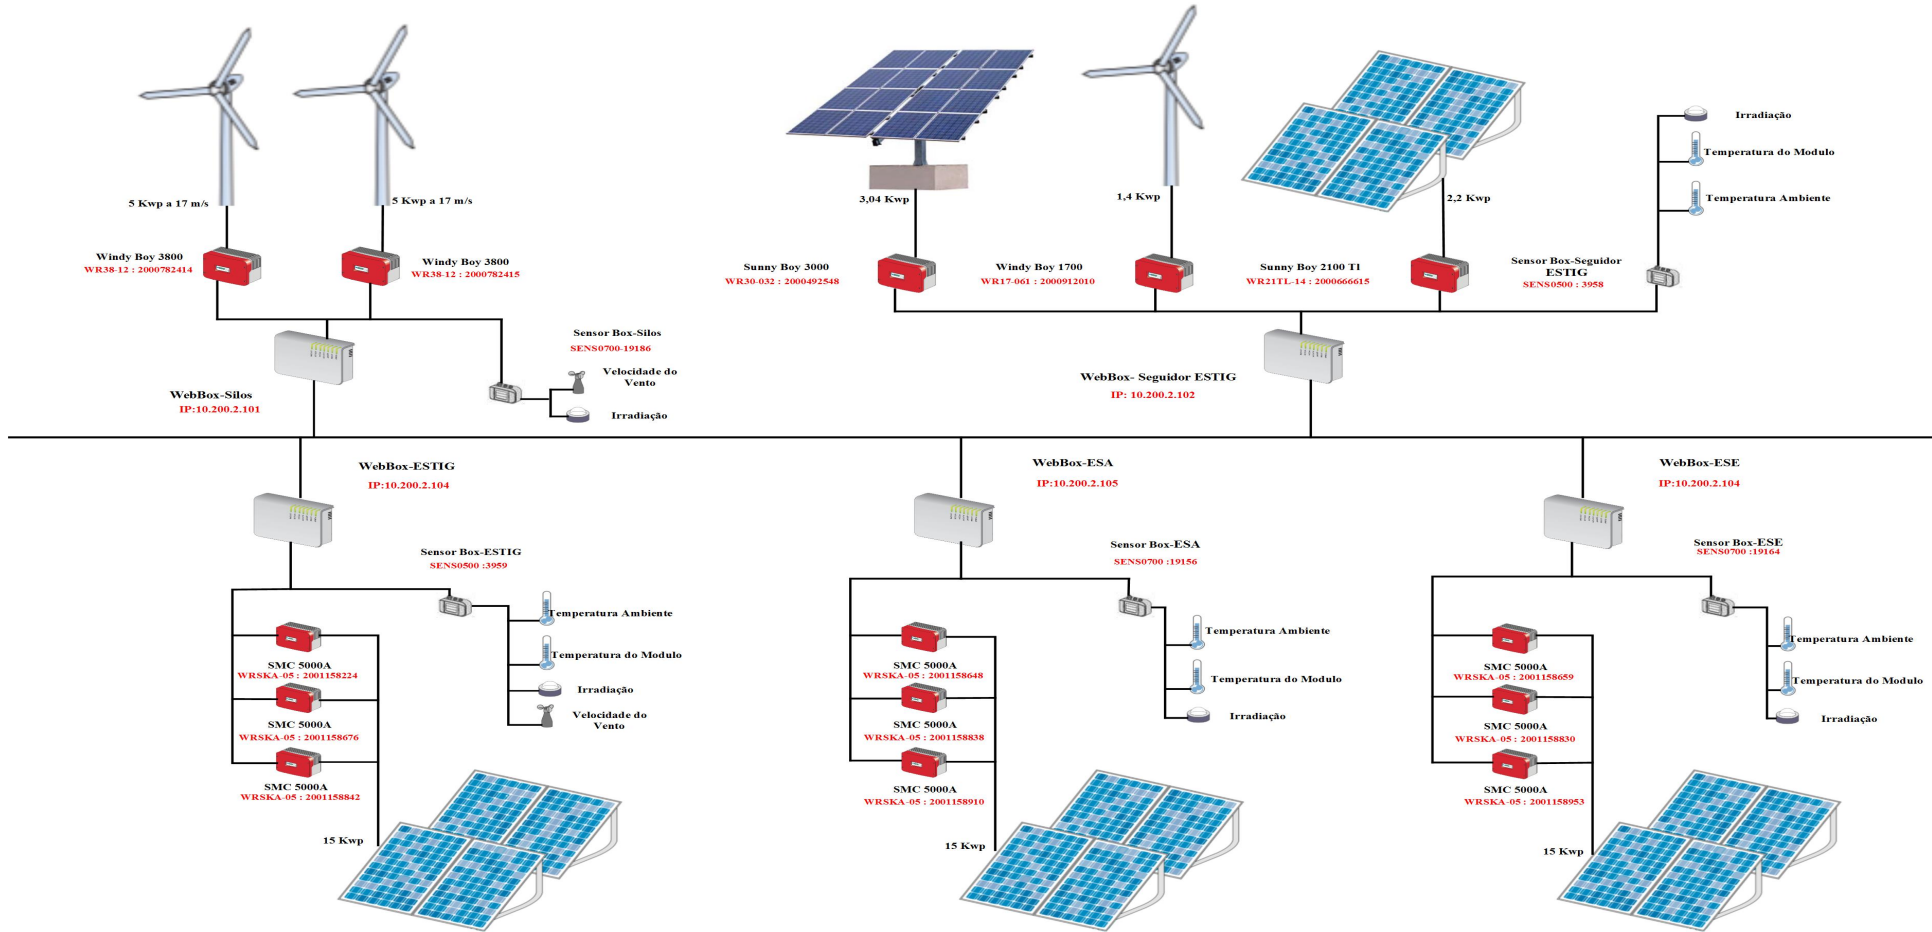 5 Kwp a 17 m/s
5 Kwp a 17 m/s
Windy Boy 3800
WR38-12 : 2000782414
Windy Boy 3800
WR38-12 : 2000782415
Sensor Box-Silos
SENS0700-19186
Velocidade do
Vento
Irradiação
WebBox-Silos
IP:10.200.2.101
3,04 Kwp
1,4 Kwp
2,2 Kwp
Irradiação
Temperatura do Modulo
Temperatura Ambiente
Sunny Boy 3000
WR30-032 : 2000492548
Windy Boy 1700
WR17-061 : 2000912010
Sunny Boy 2100 Tl
WR21TL-14 : 2000666615
Sensor Box-Seguidor
ESTIG
SENS0500 : 3958
WebBox- Seguidor ESTIG
IP: 10.200.2.102
WebBox-ESTIG
IP:10.200.2.104
Sensor Box-ESTIG
SENS0500 :3959
Temperatura Ambiente
Temperatura do Modulo
Irradiação
Velocidade do
Vento
SMC 5000A
WRSKA-05 : 2001158224
SMC 5000A
WRSKA-05 : 2001158676
SMC 5000A
WRSKA-05 : 2001158842
15 Kwp
WebBox-ESA
IP:10.200.2.105
Sensor Box-ESA
SENS0700 :19156
Temperatura Ambiente
Temperatura do Modulo
Irradiação
SMC 5000A
WRSKA-05 : 2001158648
SMC 5000A
WRSKA-05 : 2001158838
SMC 5000A
WRSKA-05 : 2001158910
15 Kwp
WebBox-ESE
IP:10.200.2.104
Sensor Box-ESE
SENS0700 :19164
Temperatura Ambiente
Temperatura do Modulo
Irradiação
SMC 5000A
WRSKA-05 : 2001158659
SMC 5000A
WRSKA-05 : 2001158830
SMC 5000A
WRSKA-05 : 2001158953
15 Kwp